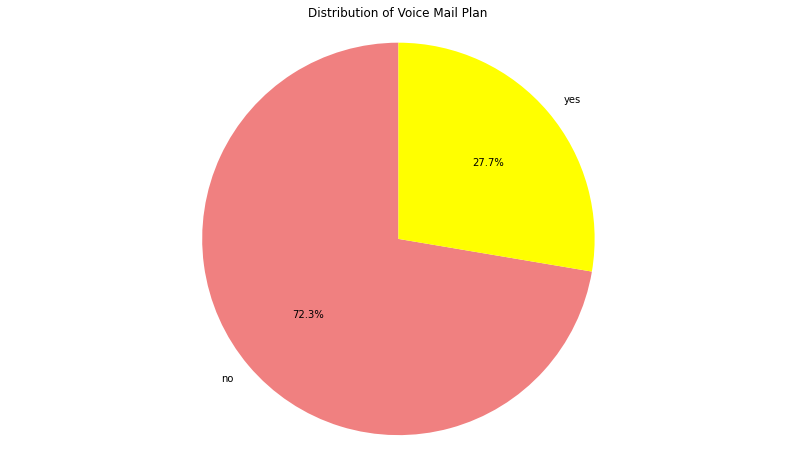 Distribution of Voice Mail Plan
yes
27.7%
72.3%
no